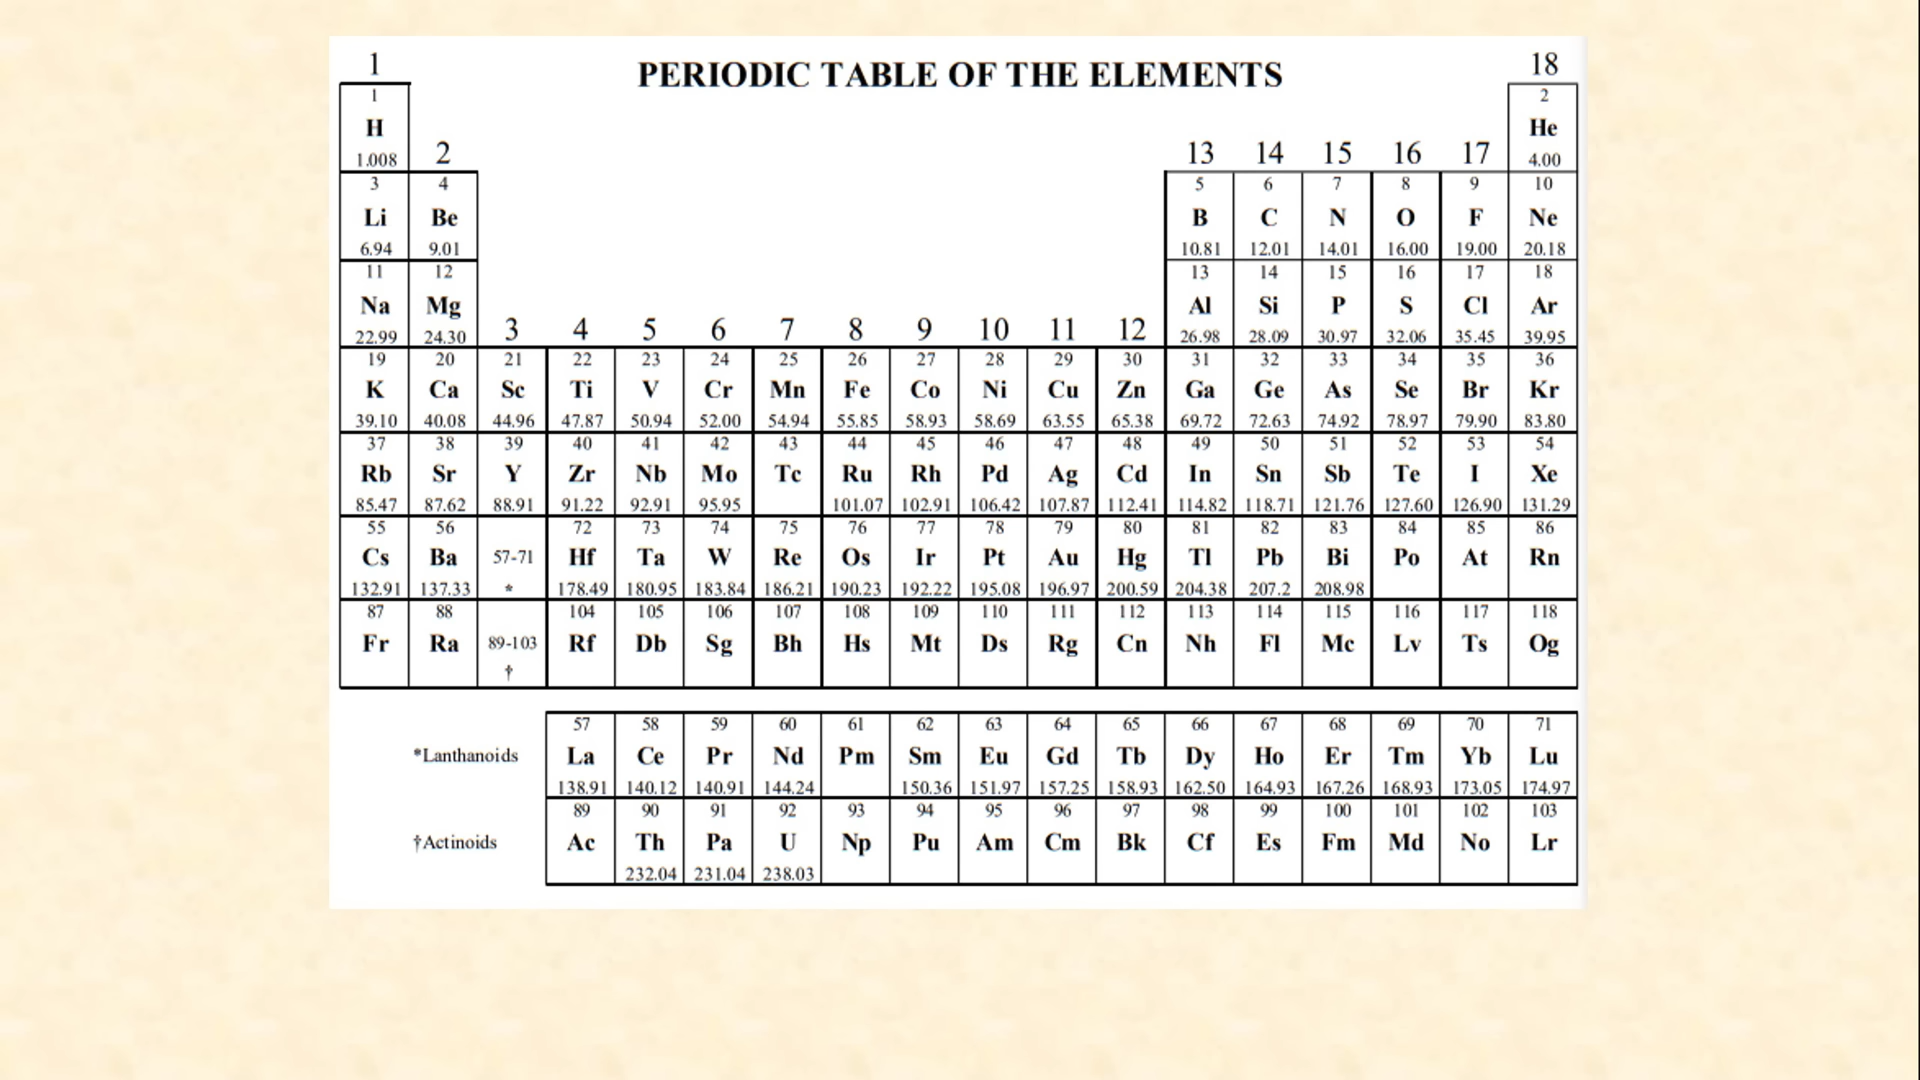 1 PERIODIC TABLE OF THE ELEMENTS 18
1 2
H He
1.008 2 13 14 15 16 17 4.00
3 4 5 6 7 8 9 10
Li Be B C N O F Ne
6.94 9.01 10.81 12.01 14.01 16.00 19.00 20.18
11 12 13 14 15 16 17 18
Na Mg Al Si P S Cl Ar
22.99 24.30 3 4 5 6 7 8 9 10 11 12 26.98 28.09 30.97 32.06 35.45 39.95
19 20 21 22 23 24 25 26 27 28 29 30 31 32 33 34 35 36
K Ca Sc Ti V Cr Mn Fe Co Ni Cu Zn Ga Ge As Se Br Kr
39.10 40.08 44.96 47.87 50.94 52.00 54.94 55.85 58.93 58.69 63.55 65.38 69.72 72.63 74.92 78.97 79.90 83.80
37 38 39 40 41 42 43 44 45 46 47 48 49 50 51 52 53 54
Rb Sr Y Zr Nb Mo Tc Ru Rh Pd Ag Cd In Sn Sb Te I Xe
85.47 87.62 88.91 91.22 92.91 95.95 101.07 102.91 106.42 107.87 112.41 114.82 118.71 121.76 127.60 126.90 131.29
55 56 72 73 74 75 76 77 78 79 80 81 82 83 84 85 86
Cs Ba 57-71 Hf Ta W Re Os Ir Pt Au Hg Tl Pb Bi Po At Rn
132.91 137.33 * 178.49 180.95 183.84 186.21 190.23 192.22 195.08 196.97 200.59 204.38 207.2 208.98
87 88 104 105 106 107 108 109 110 111 112 113 114 115 116 117 118
Fr Ra 89-103 Rf Db Sg Bh Hs Mt Ds Rg Cn Nh Fl Mc Lv Ts Og
†
57 58 59 60 61 62 63 64 65 66 67 68 69 70 71
*Lanthanoids La Ce Pr Nd Pm Sm Eu Gd Tb Dy Ho Er Tm Yb Lu
138.91 140.12 140.91 144.24 150.36 151.97 157.25 158.93 162.50 164.93 167.26 168.93 173.05 174.97
89 90 91 92 93 94 95 96 97 98 99 100 101 102 103
†Actinoids Ac Th Pa U Np Pu Am Cm Bk Cf Es Fm Md No Lr
232.04 231.04 238.03